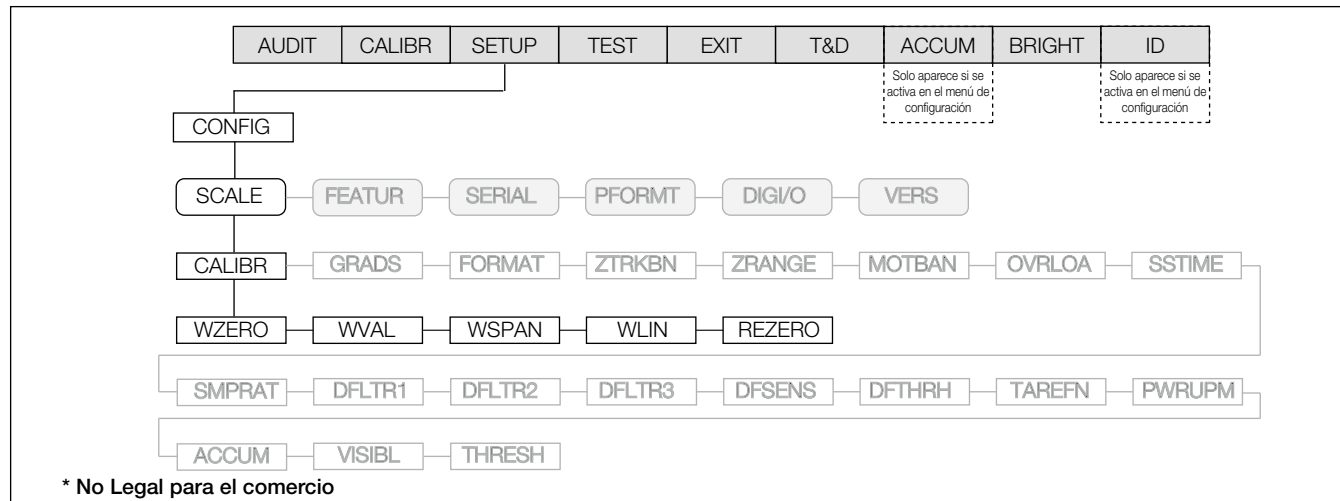 AUDIT CALIBR SETUP TEST EXIT T&D ACCUM BRIGHT ID
Solo aparece si se activa en el menú de configuración
Solo aparece si se activa en el menú de configuración
CONFIG
SCALE FEATUR SERIAL PFORMT DIGI/O VERS
CALIBR GRADS FORMAT ZTRKBN ZRANGE MOTBAN OVRLOA SSTIME
WZERO WVAL WSPAN WLIN REZERO
SMPRAT DFLTR1 DFLTR2 DFLTR3 DFSENS DFTHRH TAREFN PWRUPM
ACCUM VISIBL THRESH
* No Legal para el comercio